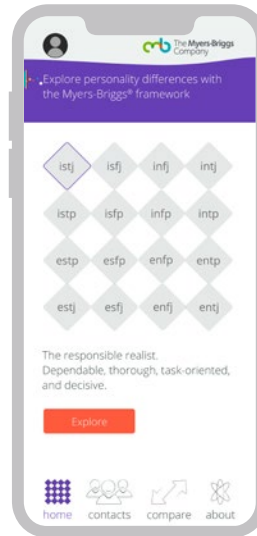 The Myers-Briggs
Company
Explore personality differences with
the Myers-Briggs® framework
istj isfj infj intj
istp isfp infp intp
estp esfp enfp entp
estj esfj enfj entj
The responsible realist.
Dependable, thorough, task-oriented,
and decisive.
Explore
home contacts compare about